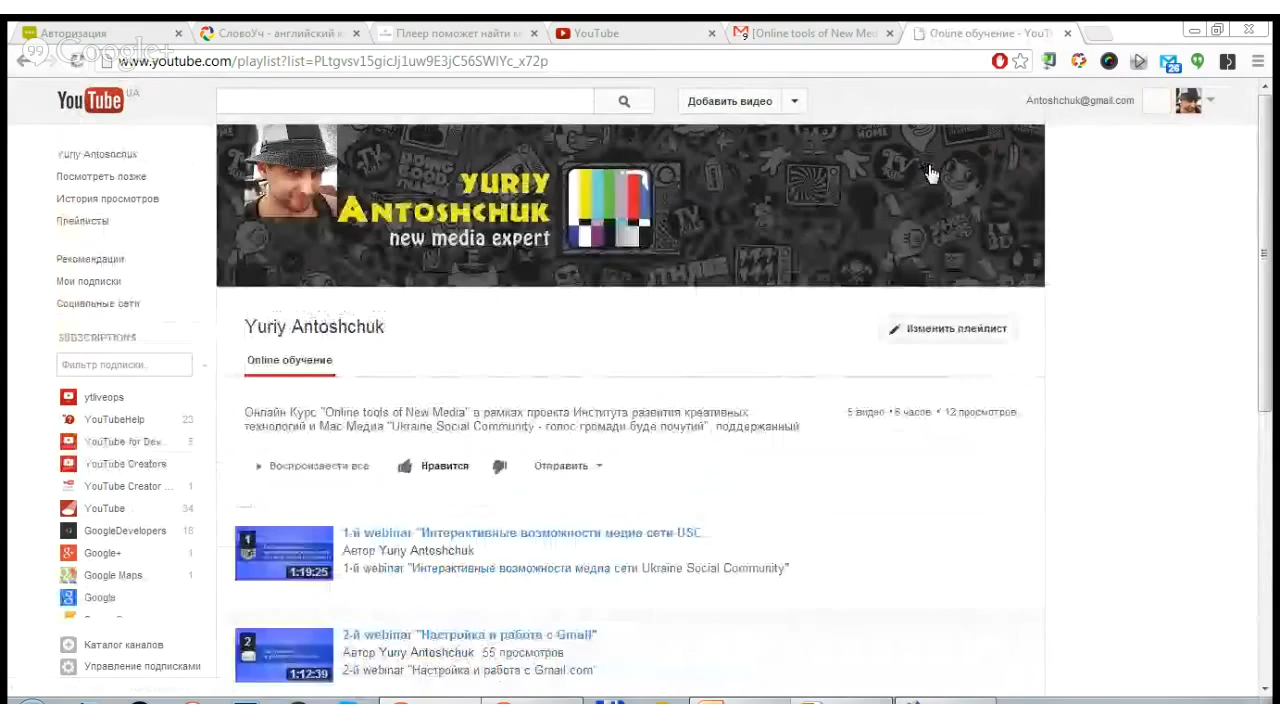 Авторизация
СловоУч - английский
Плеер поможет найти
YouTube
[Online tools of New Med
Online обучение - YouT
99 Google+
www.youtube.com/playlist?list=
26
YouTube UA
Добавить видео
Antoshchuk@gmail.com
Yuriy Antoshchuk
Посмотреть позже
История просмотров
Плейлисты
Рекомендации
Мои подписки
Социальные сети
SUBSCRIPTIONS
Фильтр подписки.
ytliveops
YouTubeHelp 23
YouTube for Dev... 5
YouTube Creators
YouTube Creator ... 1
YouTube 34
GoogleDevelopers 18
Google+ 1
Google Maps 1
Google
Каталог каналов
Управление подписками
YURIY
ANTOSHCHUK
new media expert
Yuriy Antoshchuk
Изменить плейлист
Online обучение
Онлайн Курс "Online tools of New Media" в рамках проекта Института развития креативных
технологий и Мас Медиа "Ukraine Social Community - голос громади буде почутий", поддержанный
5 видео • 6 часов • 12 просмотров
Воспроизвести все
Нравится
Отправить
1
1:19:25
1-й webinar "Интерактивные возможности медиа сети USC
Автор Yuriy Antoshchuk
1-й webinar "Интерактивные возможности медиа сети Ukraine Social Community"
2
1:12:39
2-й webinar "Настройка и работа с Gmail"
Автор Yuriy Antoshchuk 55 просмотров
2-й webinar "Настройка и работа с Gmail.com"